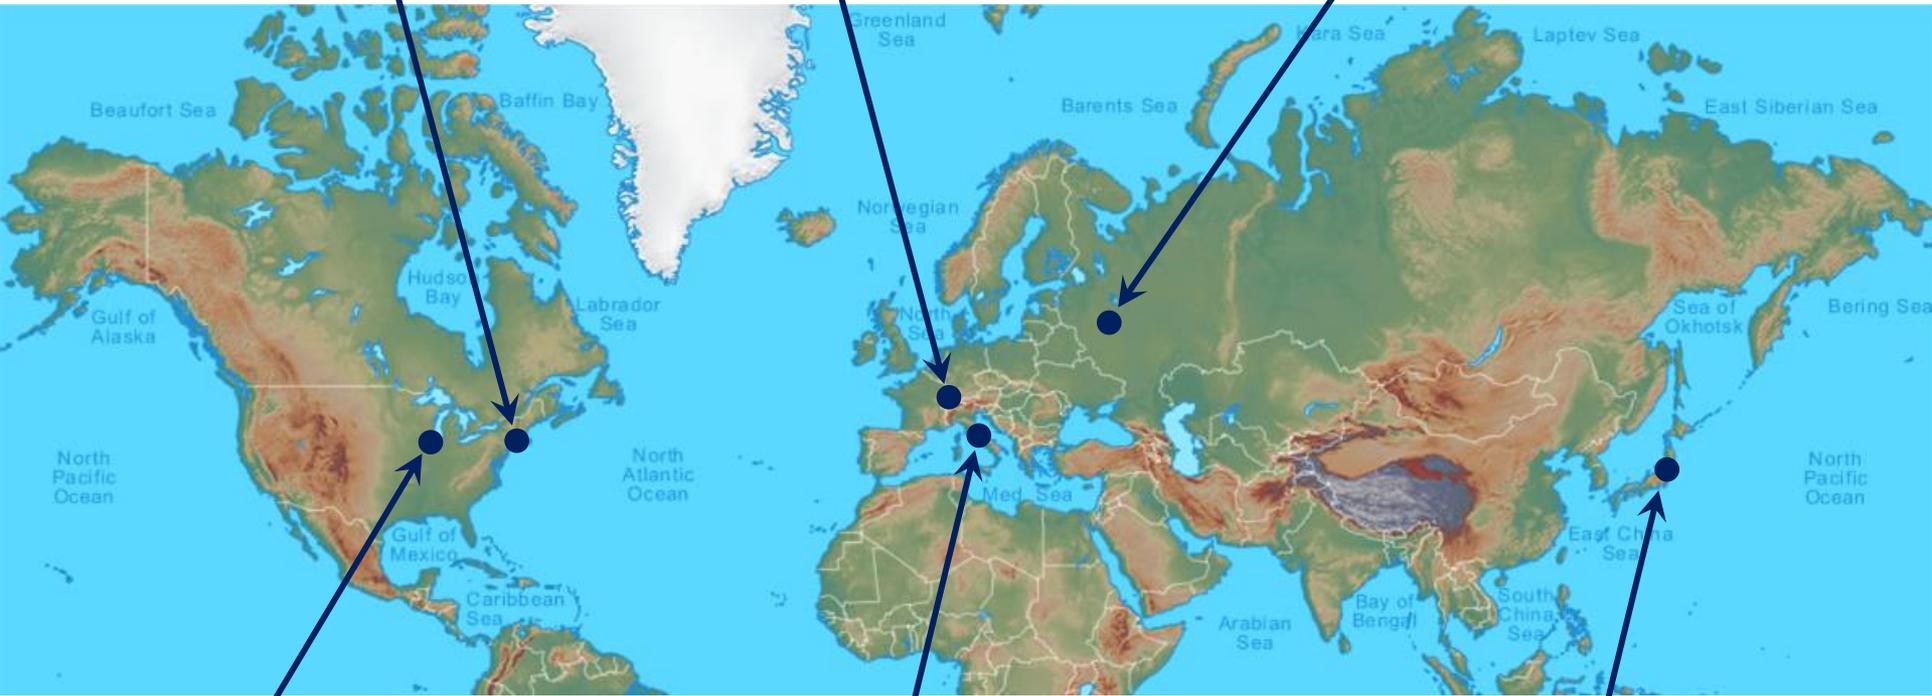 Greenland
Sea
Kara Sea
Laptev Sea
Beaufort Sea
Baffin Bay
Barents Sea
East Siberian Sea
Norwegian
Sea
Hudson
Bay
Labrador
Sea
Gulf of
Alaska
North
Sea
Sea of
Okhotsk
Bering Sea
North
Pacific
Ocean
North
Atlantic
Ocean
Med Sea
North
Pacific
Ocean
Gulf of
Mexico
East China
Sea
Caribbean
Sea
Arabian
Sea
Bay of
Bengal
South
China
Sea